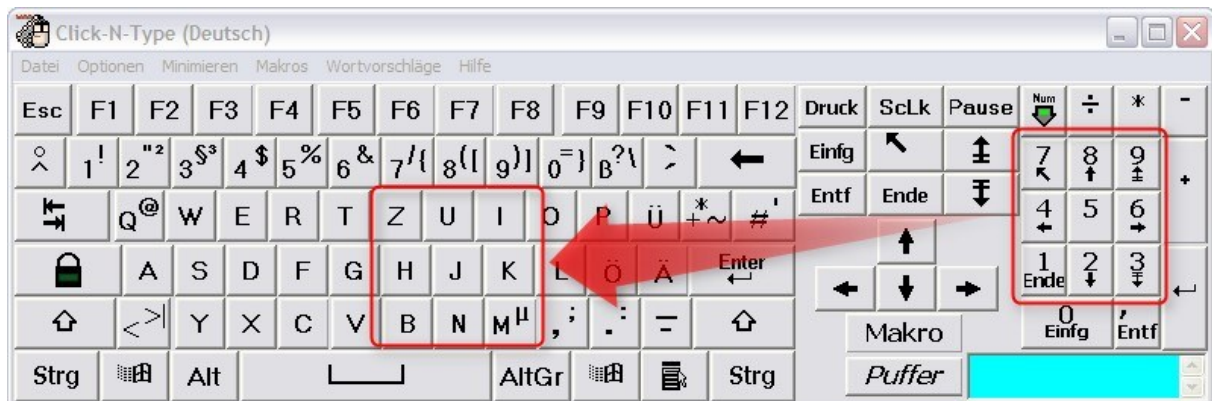 Click-N-Type (Deutsch)
Datei Optionen Minimieren Makros Wortvorschläge Hilfe
Esc F1 F2 F3 F4 F5 F6 F7 F8 F9 F10 F11 F12 Druck ScLk Pause Num ÷ * -
^ ° 1 ! 2 " ² 3 § ³ 4 $ 5 % 6 & 7 / { 8 ( [ 9 ) ] 0 = } ß ? \ ´ ` ← Einfg ↖ ↥ 7 ↖ 8 ↑ 9 ↥ +
Q @ W E R T Z U I O P Ü + * ~ # ' Entf Ende ↧ 4 ← 5 6 →
A S D F G H J K L Ö Ä Enter ↑ 1 Ende 2 ↓ 3 ↧
< > | Y X C V B N M µ , ; . : - _ ← ↓ → Makro 0 Einfg , Entf
Strg Alt AltGr Strg Puffer